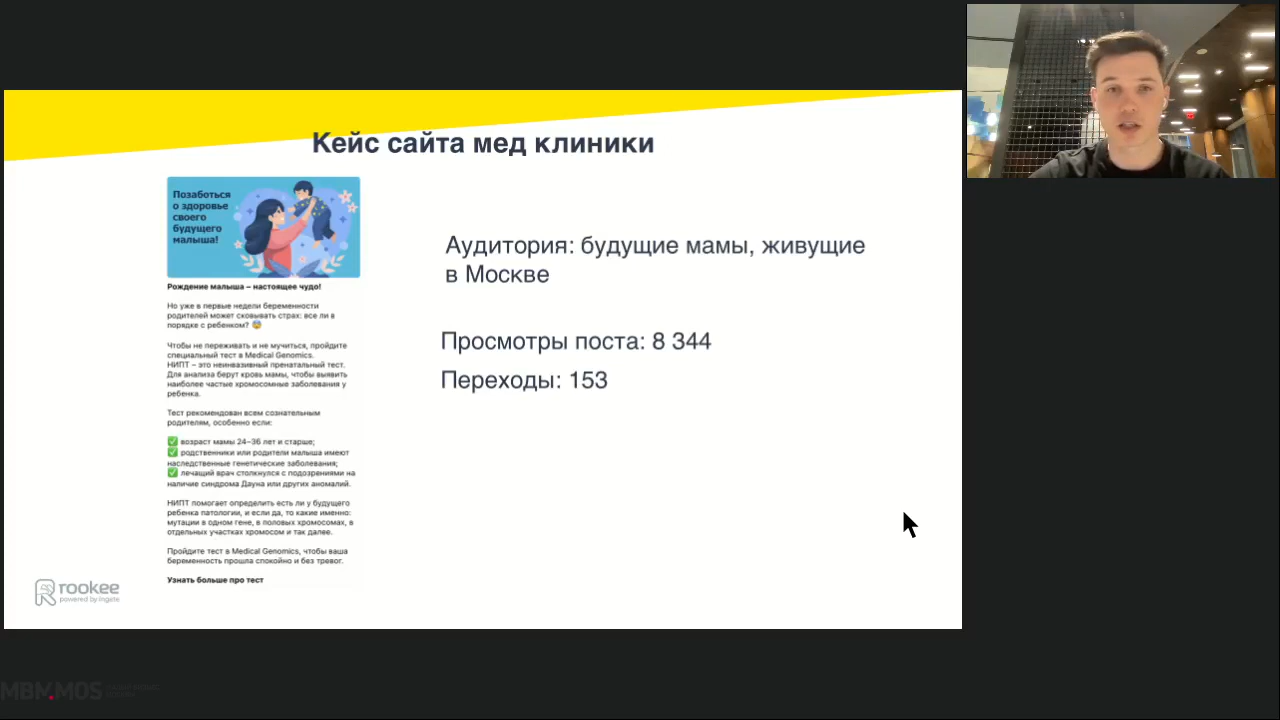 Кейс сайта мед клиники
Позаботься
о здоровье
своего
будущего
малыша!
Рождение малыша – настоящее чудо!
Но уже в первые недели беременности
родителей может сковывать страх: все ли в
порядке с ребенком? 😨
Чтобы не переживать и не мучиться, пройдите
специальный тест в Medical Genomics.
НИПТ – это неинвазивный пренатальный тест.
Для анализа берут кровь мамы, чтобы выявить
наиболее частые хромосомные заболевания у
ребенка.
Тест рекомендован всем сознательным
родителям, особенно если:
✅ возраст мамы 24–36 лет и старше;
✅ родственники или родители малыша имеют
наследственные генетические заболевания;
✅ лечащий врач столкнулся с подозрениями на
наличие синдрома Дауна или других аномалий.
НИПТ помогает определить есть ли у будущего
ребенка патологии, и если да, то какие именно:
мутации в одном гене, в половых хромосомах, в
отдельных участках хромосом и так далее.
Пройдите тест в Medical Genomics, чтобы ваша
беременность прошла спокойно и без тревог.
Узнать больше про тест
Аудитория: будущие мамы, живущие
в Москве
Просмотры поста: 8 344
Переходы: 153
rookee
powered by ingate
MBM.MOS